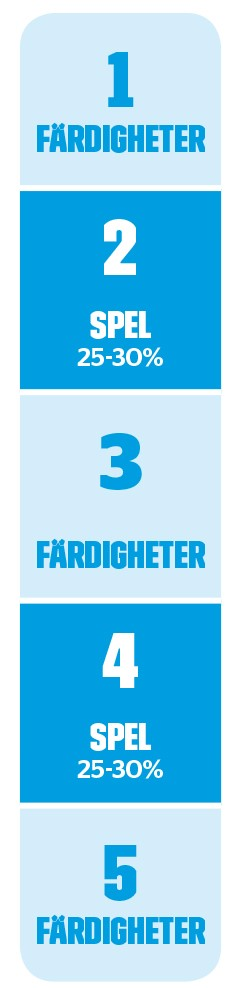 1
FÄRDIGHETER
2
SPEL
25-30%
3
FÄRDIGHETER
4
SPEL
25-30%
5
FÄRDIGHETER